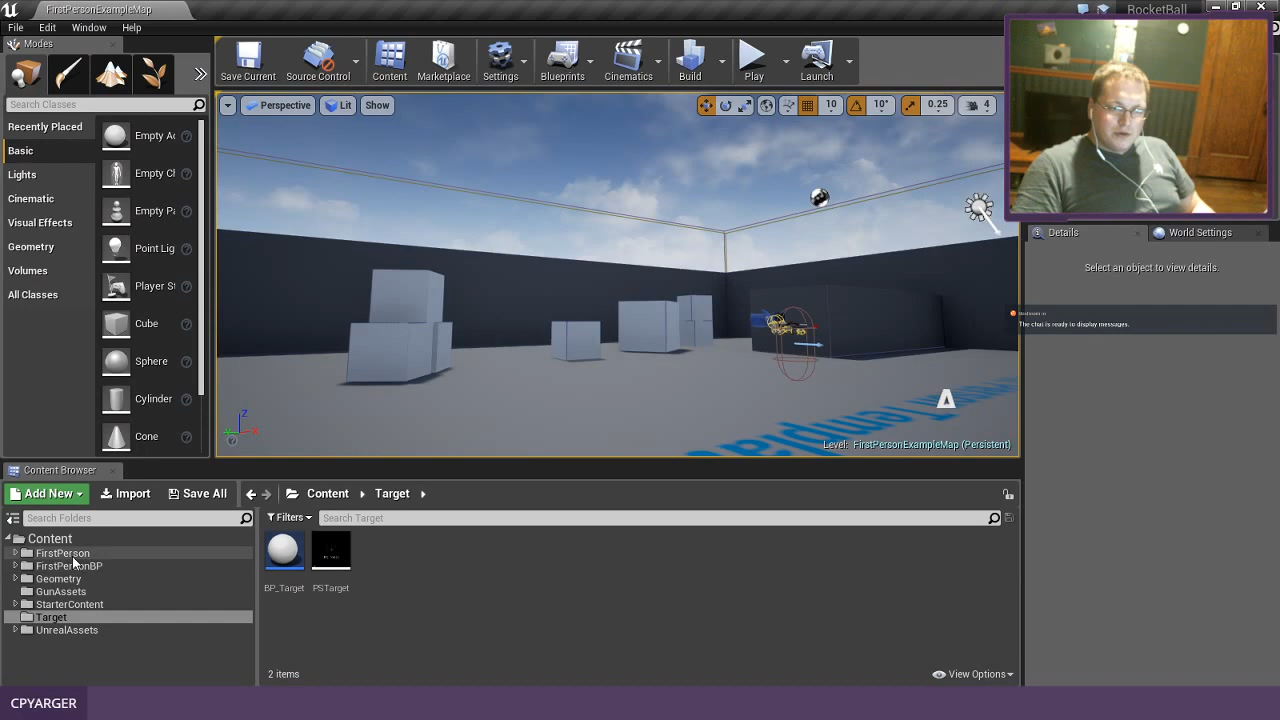 FirstPersonExampleMap
RocketBall
File Edit Window Help
Modes
Save Current
Source Control
Content
Marketplace
Settings
Blueprints
Cinematics
Build
Play
Launch
Search Classes
Recently Placed
Basic
Lights
Cinematic
Visual Effects
Geometry
Volumes
All Classes
Empty Ac
Empty Ch
Empty Pa
Point Lig
Player St
Cube
Sphere
Cylinder
Cone
Perspective
Lit
Show
10
10°
0.25
4
Z
X
Level: FirstPersonExampleMap (Persistent)
Details
World Settings
Select an object to view details.
The chat is ready to display messages.
Content Browser
Add New
Import
Save All
Content
Target
Search Folders
Filters
Search Target
Content
FirstPerson
FirstPersonBP
Geometry
GunAssets
StarterContent
Target
UnrealAssets
BP_Target
PSTarget
2 items
View Options
CPYARGER